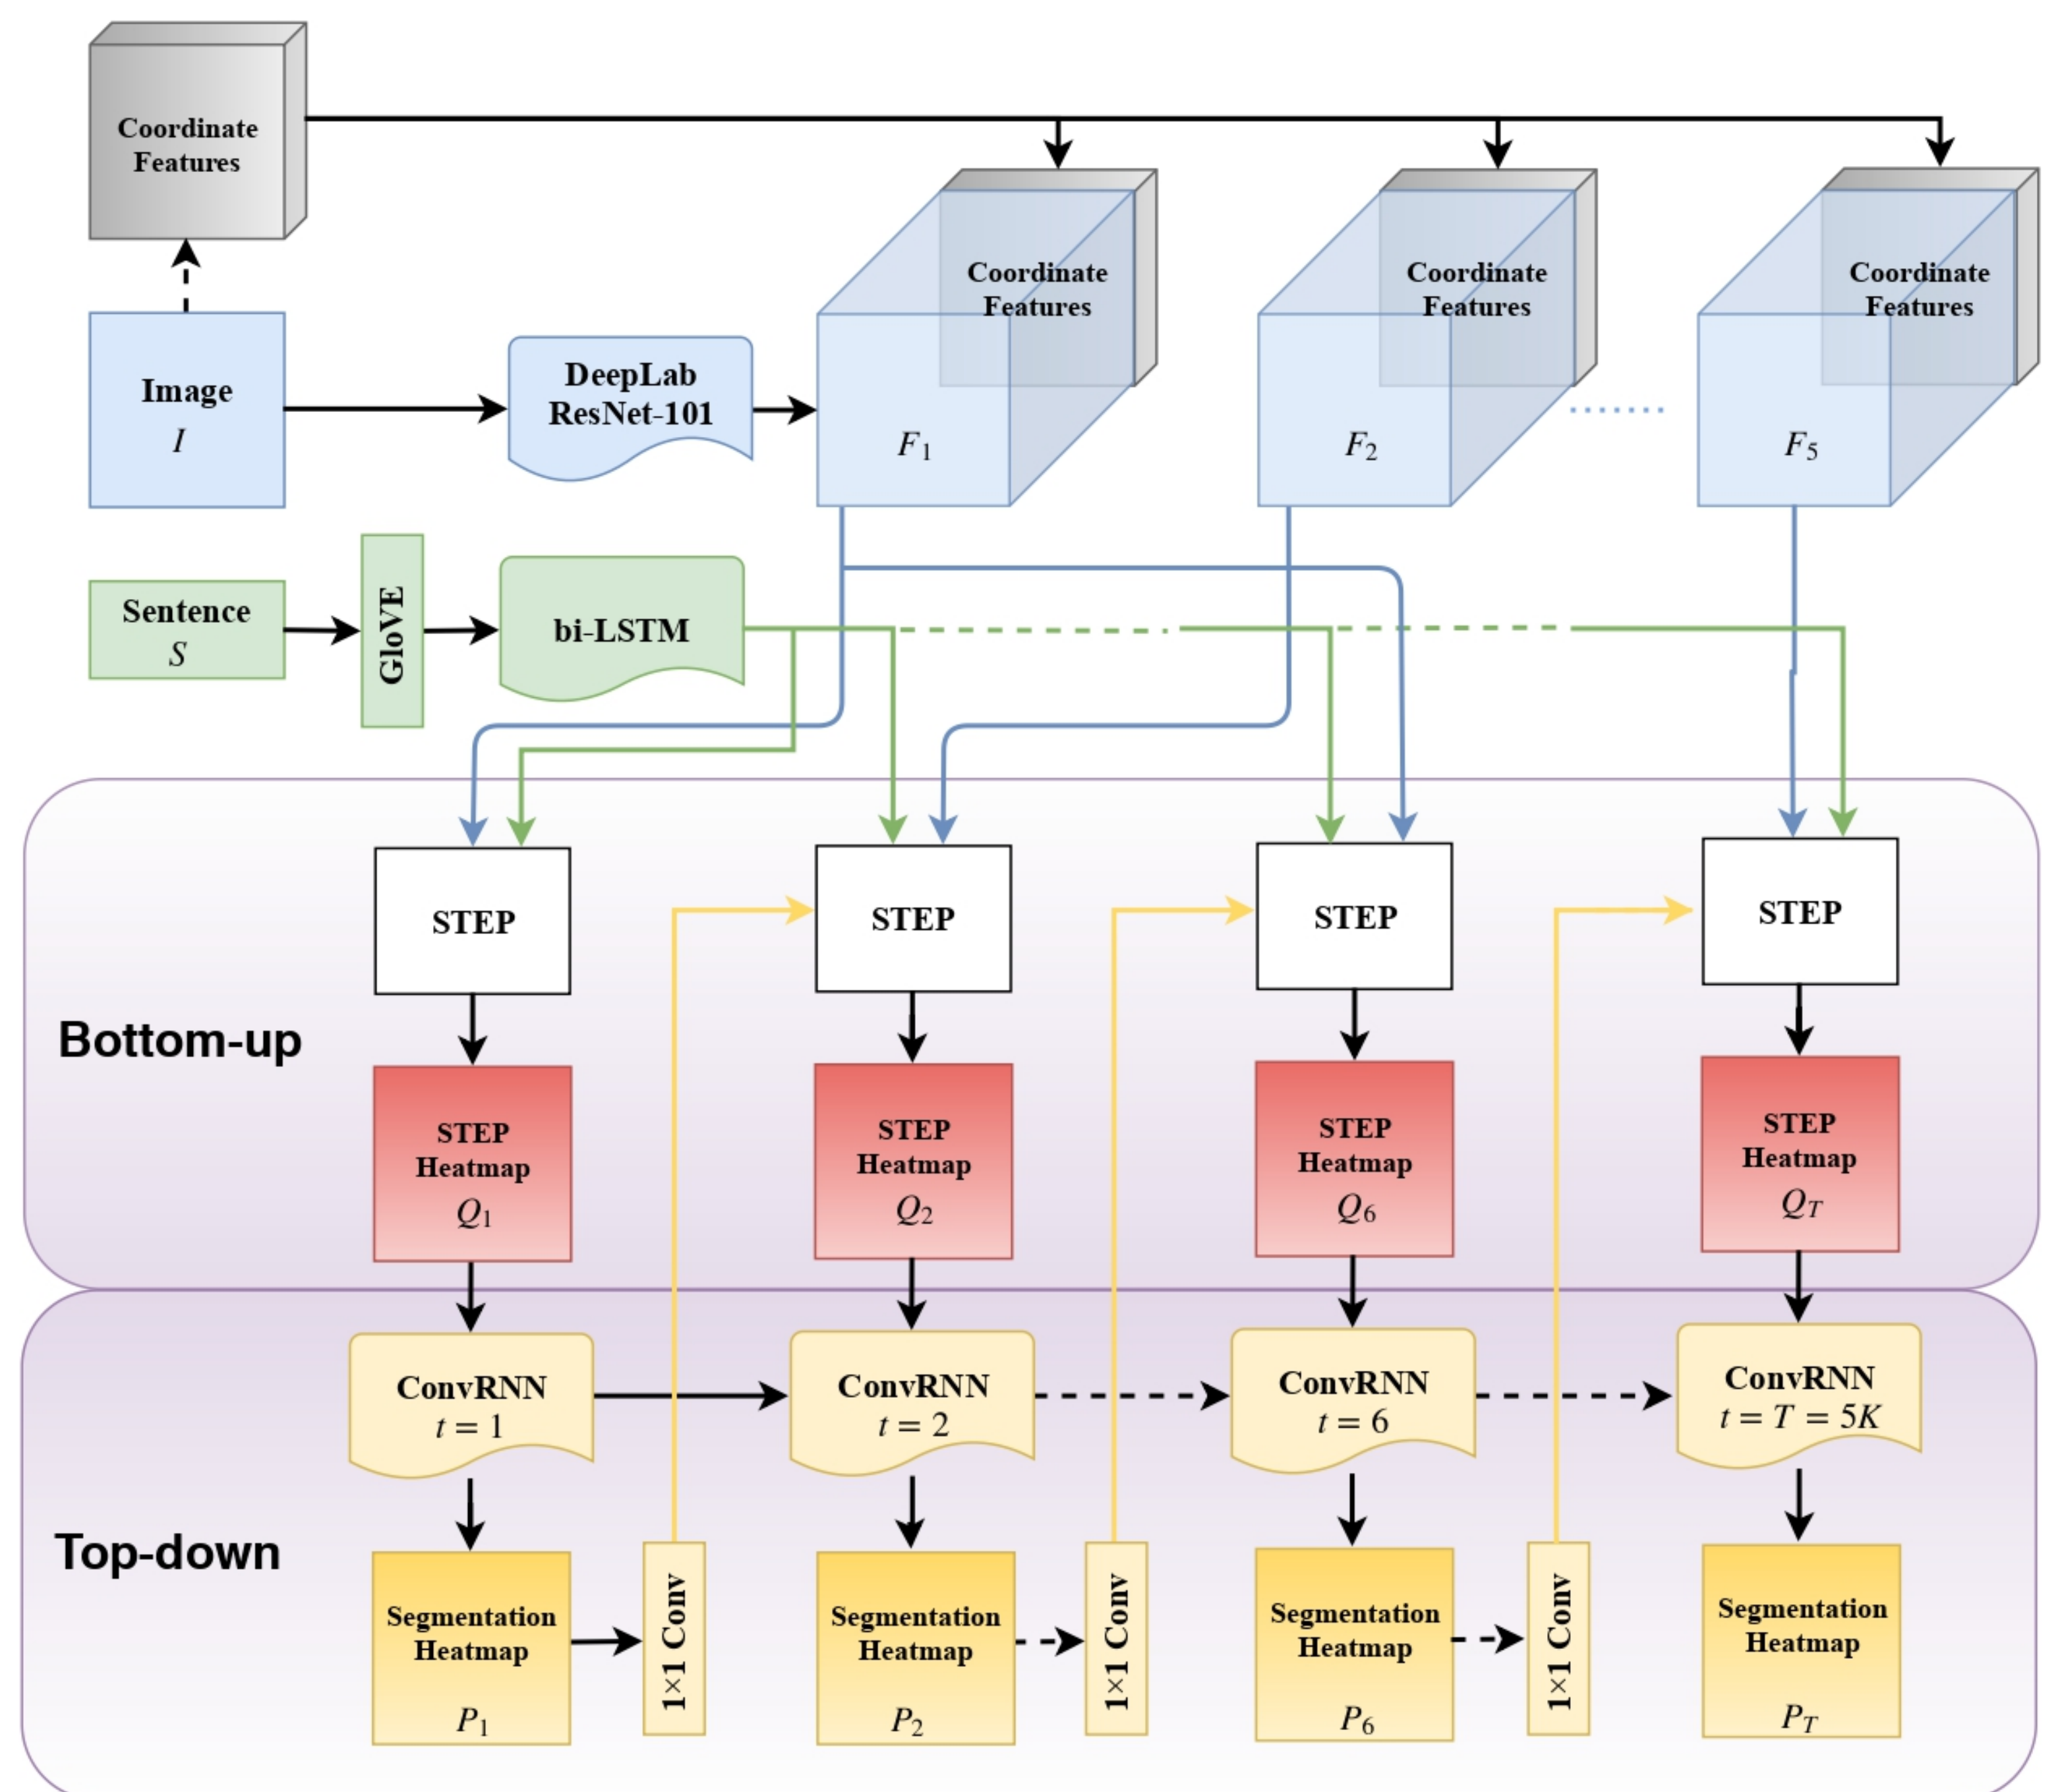 Coordinate
Features
Coordinate
Features
Coordinate
Features
Coordinate
Features
Image
I
DeepLab
ResNet-101
F1
F2
F5
Sentence
S
GloVE
bi-LSTM
STEP
STEP
STEP
STEP
Bottom-up
STEP
Heatmap
Q1
STEP
Heatmap
Q2
STEP
Heatmap
Q6
STEP
Heatmap
QT
ConvRNN
t = 1
ConvRNN
t = 2
ConvRNN
t = 6
ConvRNN
t = T = 5K
Top-down
Segmentation
Heatmap
P1
1×1 Conv
Segmentation
Heatmap
P2
1×1 Conv
Segmentation
Heatmap
P6
1×1 Conv
Segmentation
Heatmap
PT